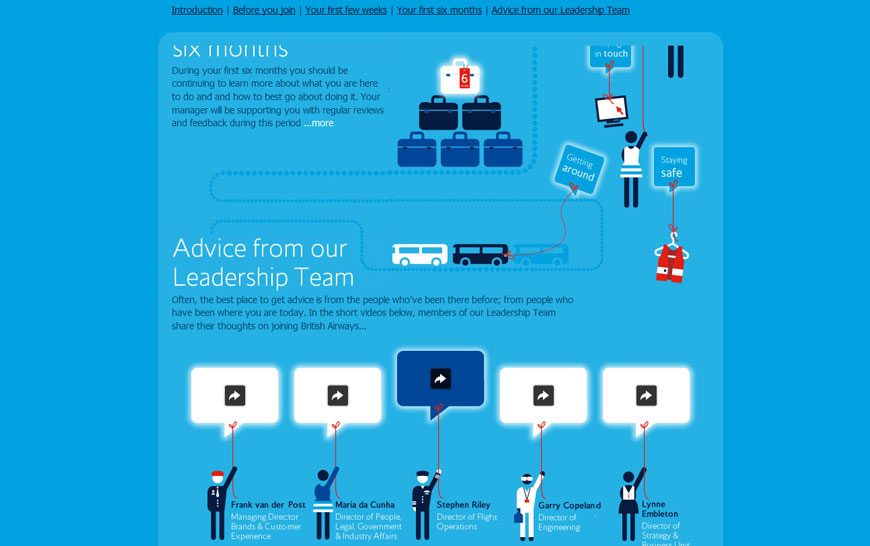 Introduction | Before you join | Your first few weeks | Your first six months | Advice from our Leadership Team
six months
During your first six months you should be
continuing to learn more about what you are here
to do and and how to best go about doing it. Your
manager will be supporting you with regular reviews
and feedback during this period ...more
in touch
6
Getting
around
Staying
safe
Advice from our
Leadership Team
Often, the best place to get advice is from the people who've been there before; from people who
have been where you are today. In the short videos below, members of our Leadership Team
share their thoughts on joining British Airways...
Frank van der Post
Managing Director
Brands & Customer
Experience
Maria da Cunha
Director of People,
Legal, Government
& Industry Affairs
Stephen Riley
Director of Flight
Operations
Garry Copeland
Director of
Engineering
Lynne
Embleton
Director of
Strategy &
Business Unit